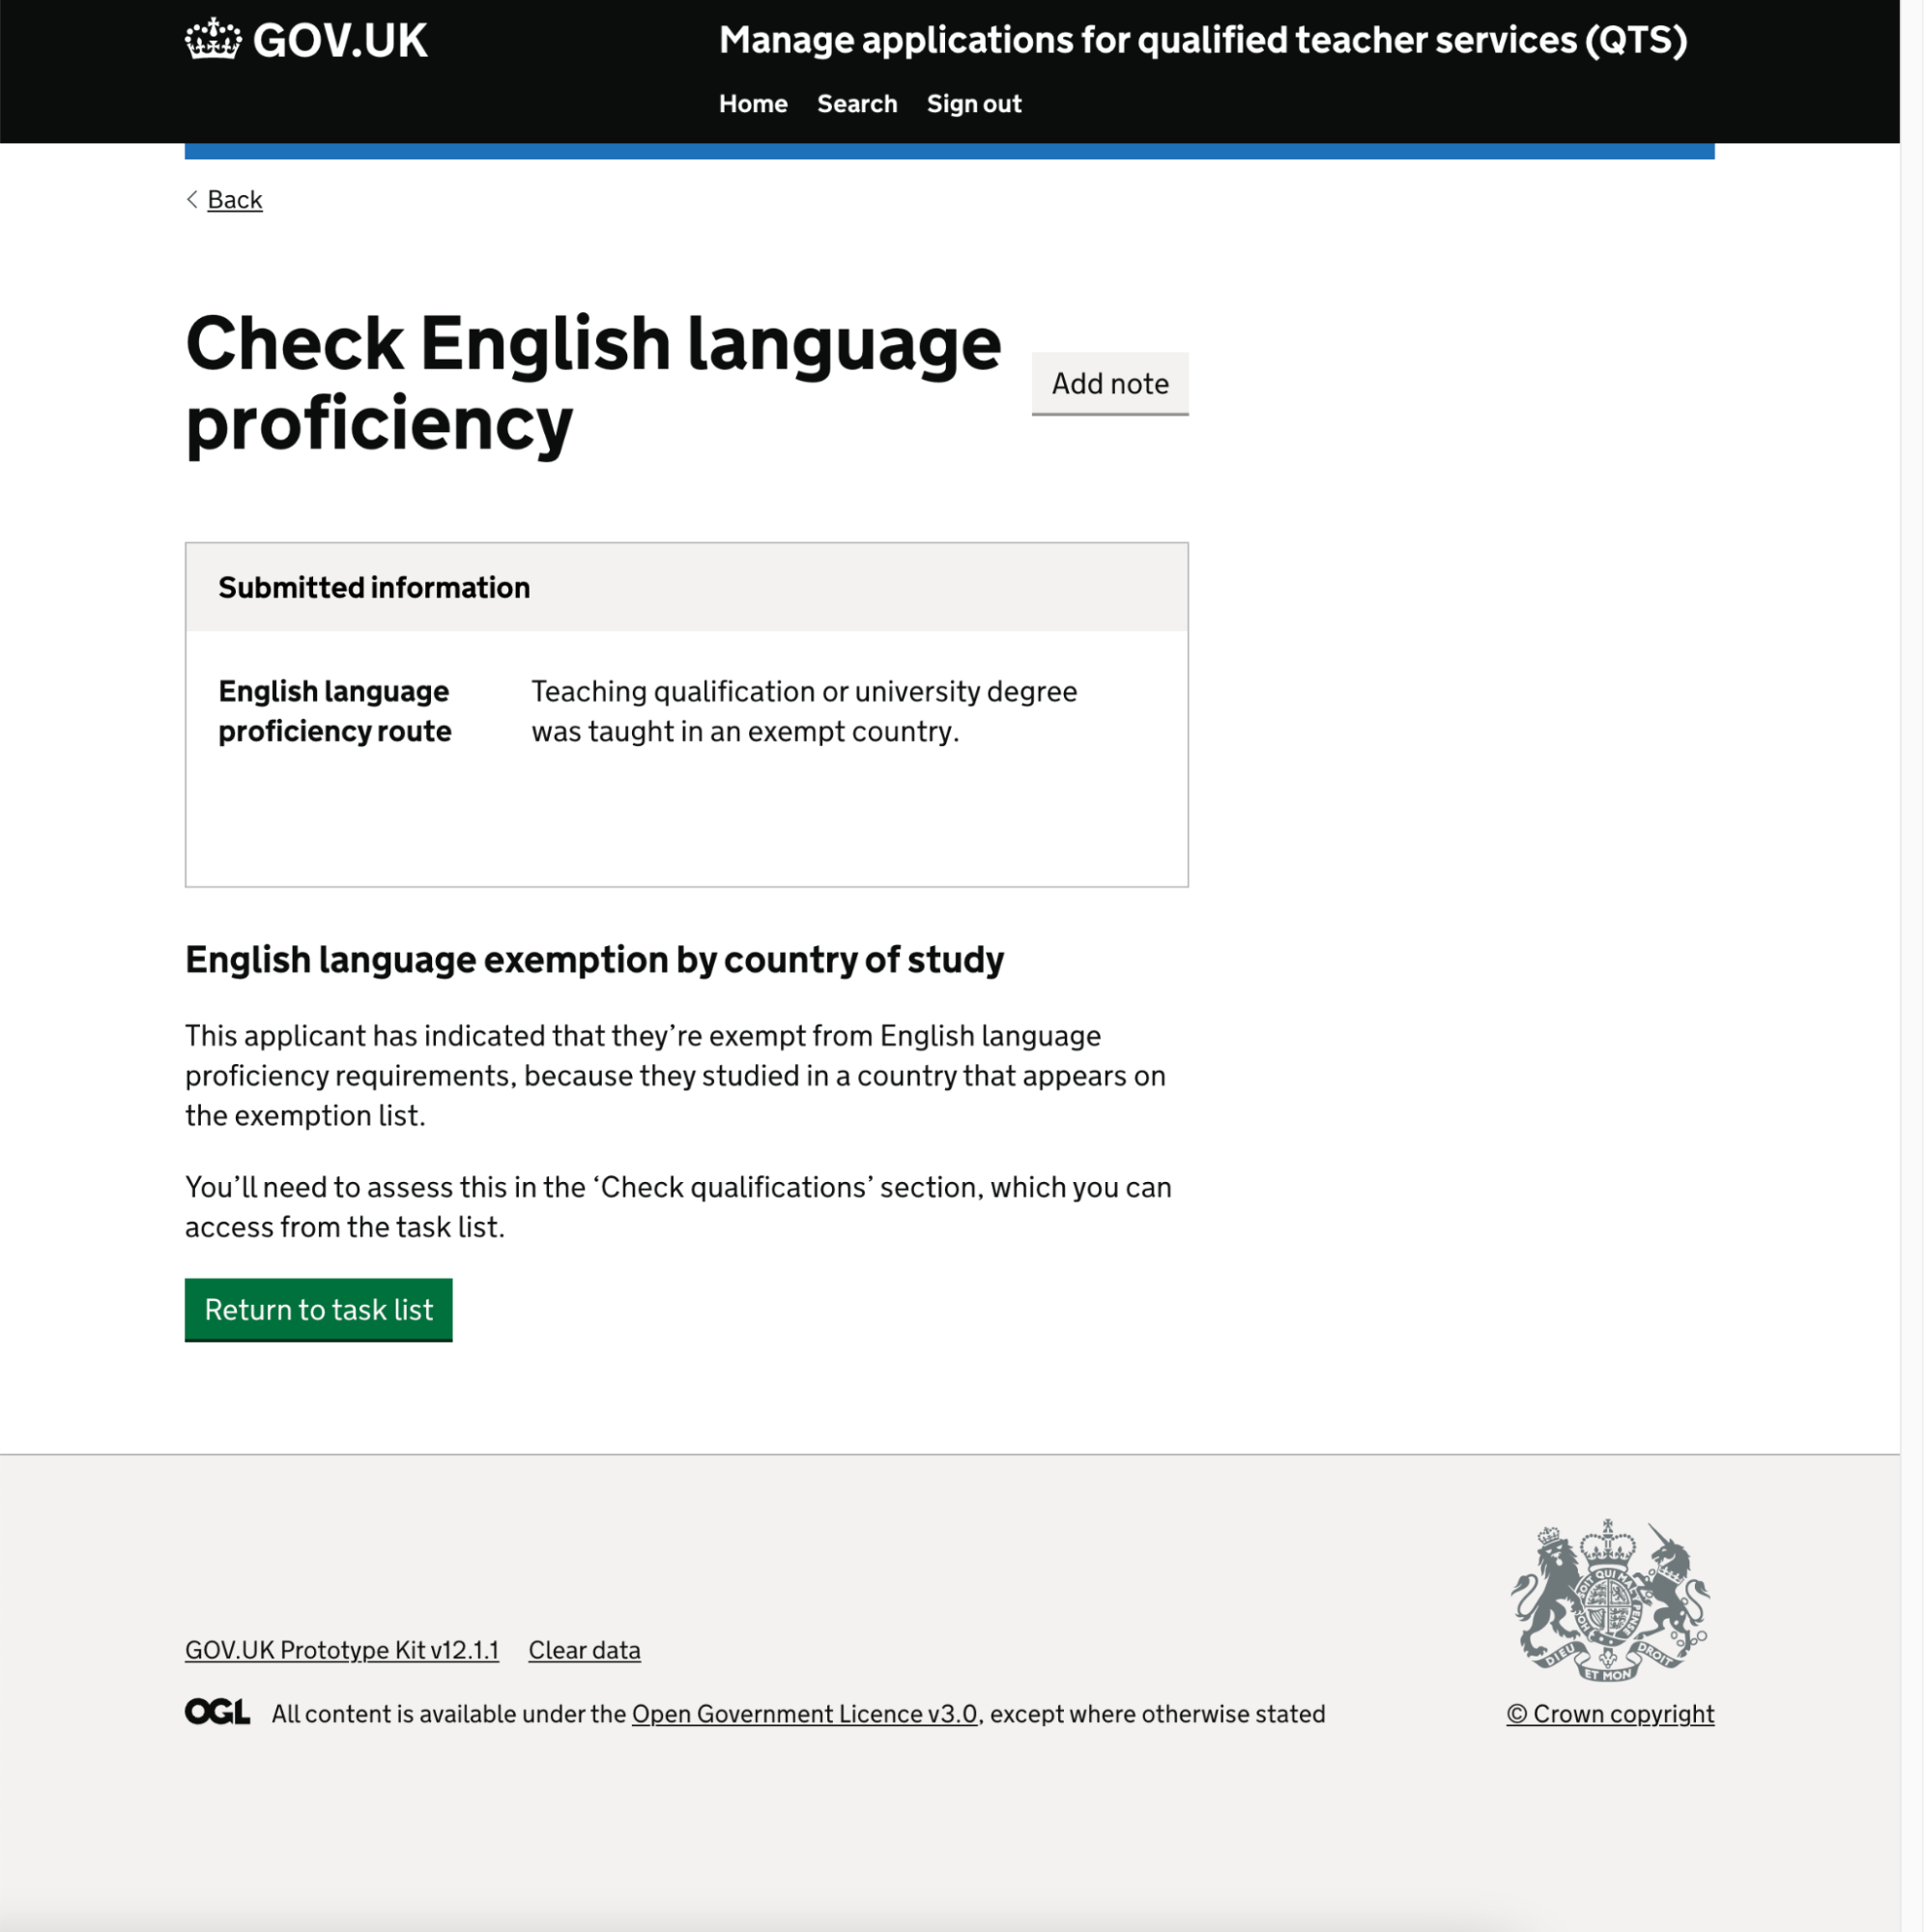 GOV.UK
Manage applications for qualified teacher services (QTS)
Home Search Sign out
Back
Check English language
proficiency
Add note
Submitted information
English language
proficiency route
Teaching qualification or university degree
was taught in an exempt country.
English language exemption by country of study
This applicant has indicated that they’re exempt from English language
proficiency requirements, because they studied in a country that appears on
the exemption list.
You’ll need to assess this in the ‘Check qualifications’ section, which you can
access from the task list.
Return to task list
GOV.UK Prototype Kit v12.1.1 Clear data
OGL All content is available under the Open Government Licence v3.0, except where otherwise stated
DIEU ET MON DROIT
© Crown copyright